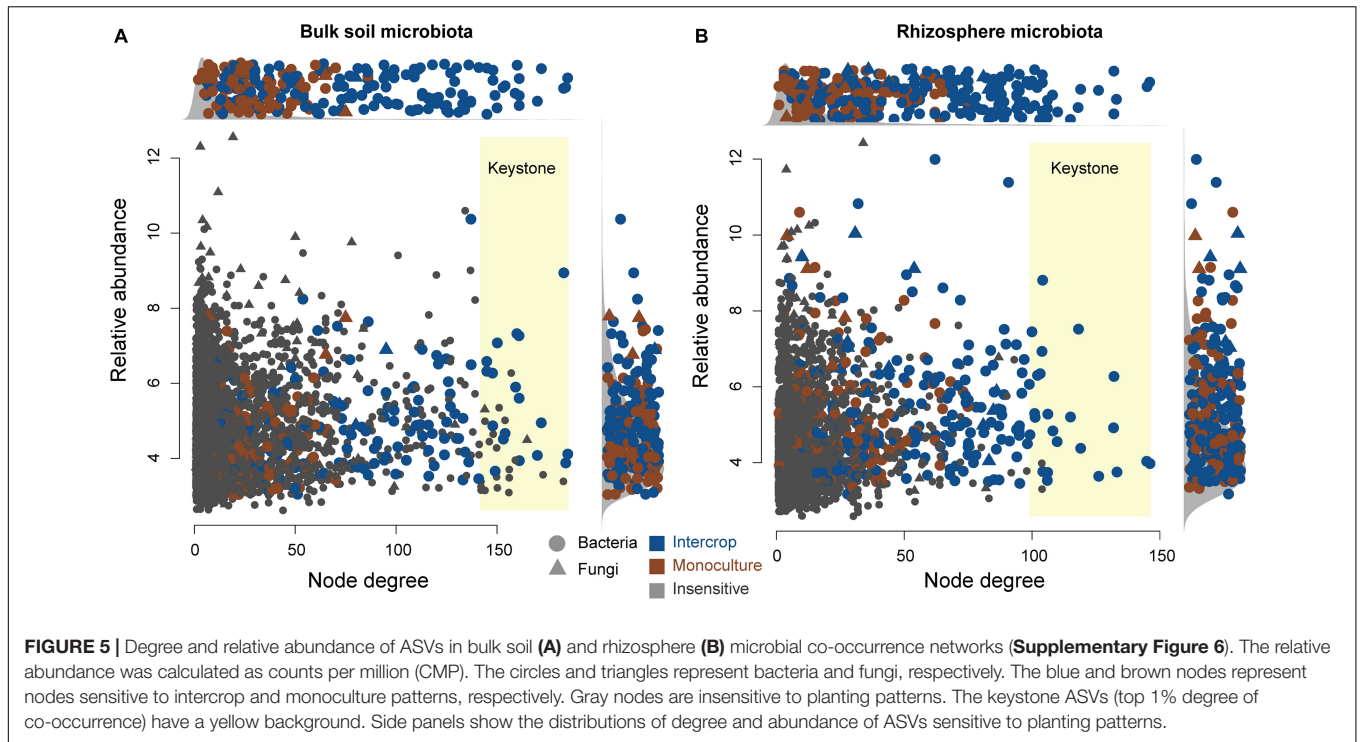 A
Bulk soil microbiota
B
Rhizosphere microbiota
Keystone
Keystone
12
10
8
6
4
Relative abundance
0
50
100
150
Node degree
12
10
8
6
4
Relative abundance
0
50
100
150
Node degree
Bacteria
Fungi
Intercrop
Monoculture
Insensitive
FIGURE 5 | Degree and relative abundance of ASVs in bulk soil (A) and rhizosphere (B) microbial co-occurrence networks (Supplementary Figure 6). The relative
abundance was calculated as counts per million (CMP). The circles and triangles represent bacteria and fungi, respectively. The blue and brown nodes represent
nodes sensitive to intercrop and monoculture patterns, respectively. Gray nodes are insensitive to planting patterns. The keystone ASVs (top 1% degree of
co-occurrence) have a yellow background. Side panels show the distributions of degree and abundance of ASVs sensitive to planting patterns.